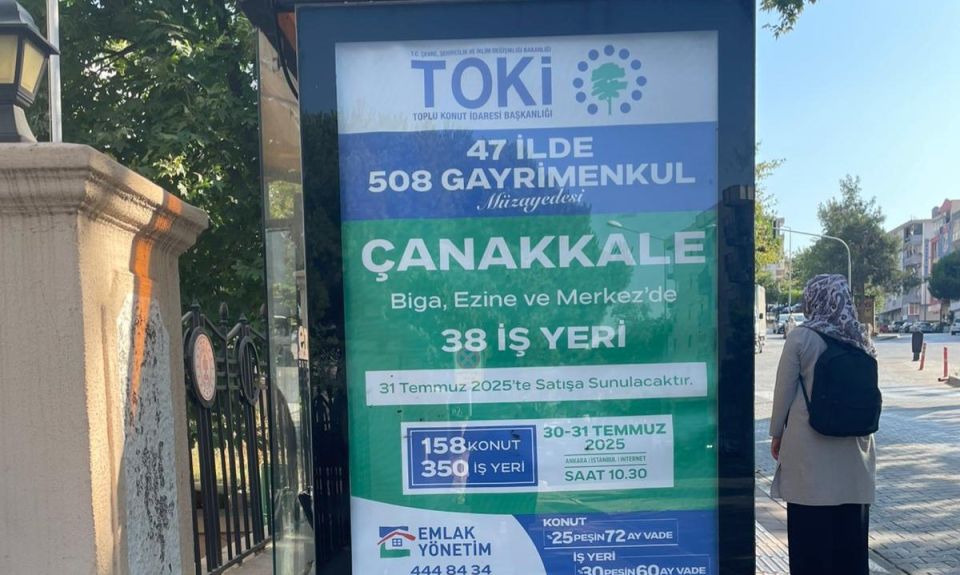 T.C. ÇEVRE, ŞEHİRCİLİK VE İKLİM DEĞİŞİKLİĞİ BAKANLIĞI
TOKİ
TOPLU KONUT İDARESİ BAŞKANLIĞI
47 İLDE
508 GAYRİMENKUL
Müzayedesi
ÇANAKKALE
Biga, Ezine ve Merkez'de
38 İŞ YERİ
31 Temmuz 2025'te Satışa Sunulacaktır.
158 KONUT
350 İŞ YERİ
30-31 TEMMUZ
2025
ANKARA | İSTANBUL | İNTERNET
SAAT 10.30
EMLAK
YÖNETİM
444 84 34
KONUT
%25 PEŞİN 72 AY VADE
İŞ YERİ
%30 PEŞİN 60 AY VADE